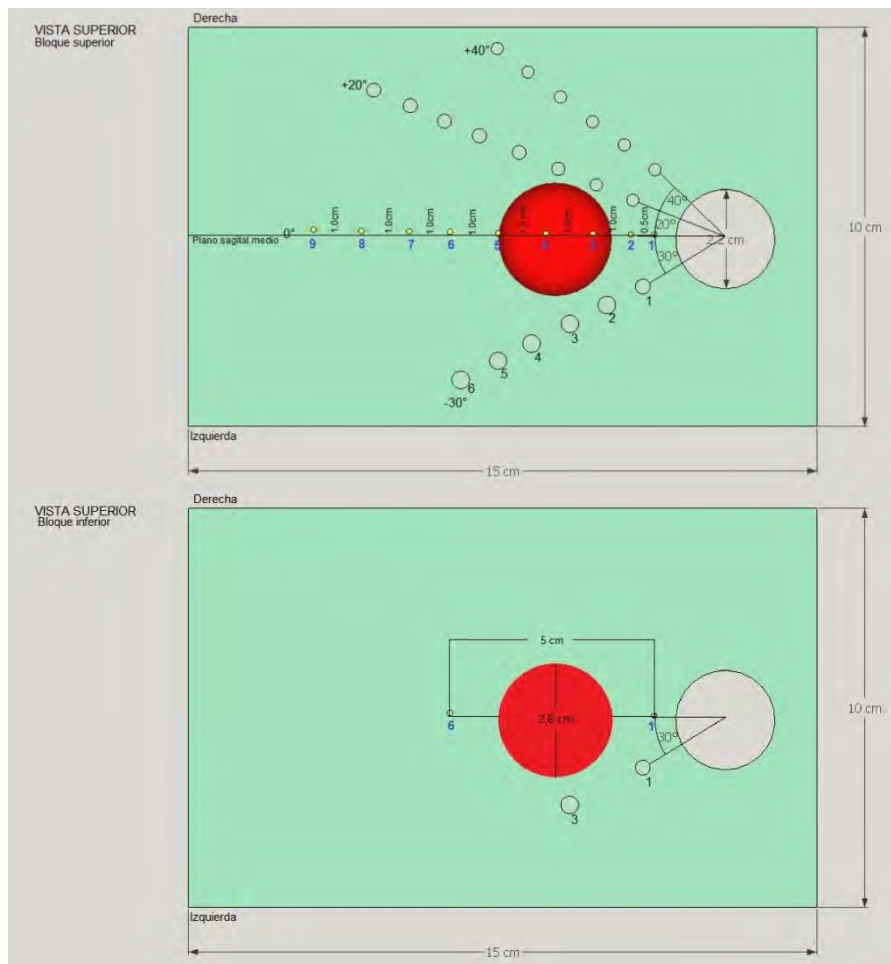 Derecha
VISTA SUPERIOR
Bloque superior
+40°
+20°
40°
20°
30°
2.2 cm
10 cm
1.0cm
1.0cm
1.0cm
1.0cm
1.0cm
0.5cm
0°
Plano sagital medio
9
8
7
6
5
2
1
1
2
3
4
5
6
-30°
Izquierda
15 cm
Derecha
VISTA SUPERIOR
Bloque inferior
5 cm
2,6 cm
6
1
30°
1
3
10 cm
Izquierda
15 cm